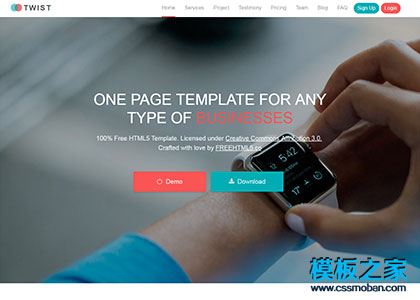 TWIST
Home Services Project Testimony Pricing Team Blog FAQ Sign Up Login
ONE PAGE TEMPLATE FOR ANY
TYPE OF BUSINESSES
100% Free HTML5 Template. Licensed under Creative Commons Attribution 3.0.
Crafted with love by FREEHTML5.co
Demo Download
5:42
模板之家
www.cssmoban.com